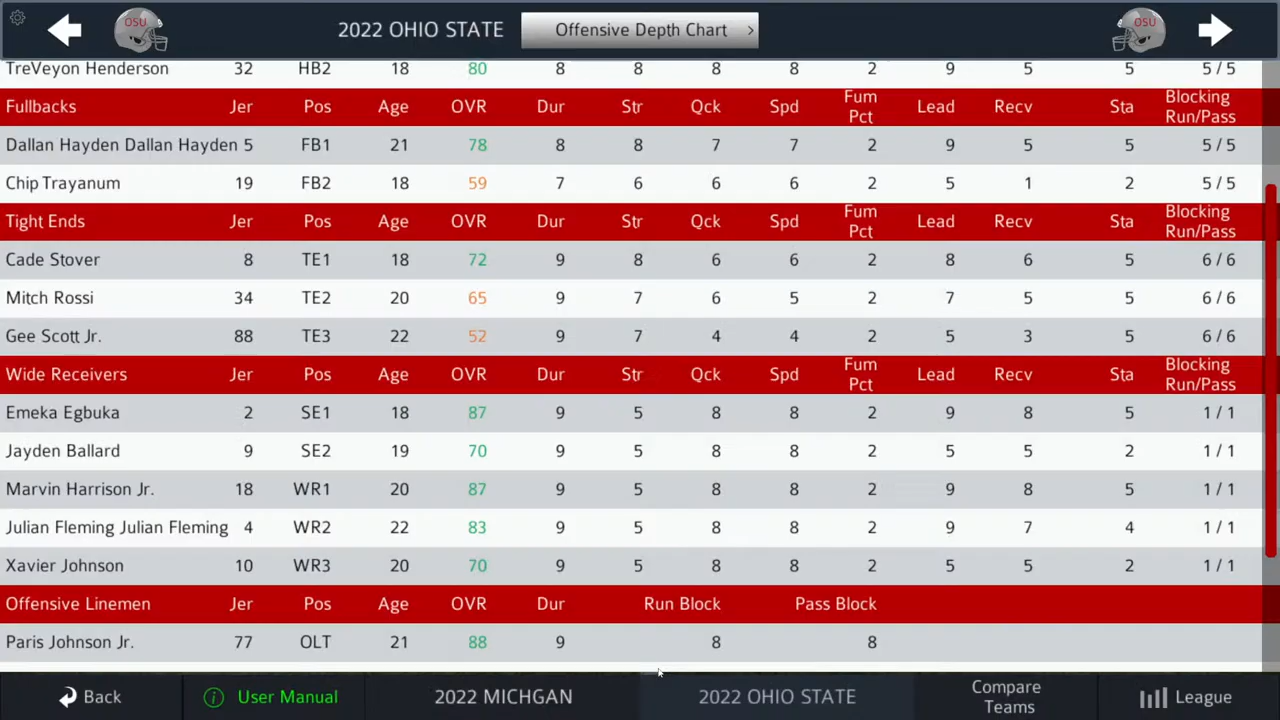 2022 OHIO STATE Offensive Depth Chart >
OSU OSU
TreVeyon Henderson 32 HB2 18 80 8 8 8 8 2 9 5 5 5 / 5
Fullbacks Jer Pos Age OVR Dur Str Qck Spd Fum Pct Lead Recv Sta Blocking Run/Pass
Dallan Hayden Dallan Hayden 5 FB1 21 78 8 8 7 7 2 9 5 5 5 / 5
Chip Trayanum 19 FB2 18 59 7 6 6 6 2 5 1 2 5 / 5
Tight Ends Jer Pos Age OVR Dur Str Qck Spd Fum Pct Lead Recv Sta Blocking Run/Pass
Cade Stover 8 TE1 18 72 9 8 6 6 2 8 6 5 6 / 6
Mitch Rossi 34 TE2 20 65 9 7 6 5 2 7 5 5 6 / 6
Gee Scott Jr. 88 TE3 22 52 9 7 4 4 2 5 3 5 6 / 6
Wide Receivers Jer Pos Age OVR Dur Str Qck Spd Fum Pct Lead Recv Sta Blocking Run/Pass
Emeka Egbuka 2 SE1 18 87 9 5 8 8 2 9 8 5 1 / 1
Jayden Ballard 9 SE2 19 70 9 5 8 8 2 5 5 2 1 / 1
Marvin Harrison Jr. 18 WR1 20 87 9 5 8 8 2 9 8 5 1 / 1
Julian Fleming Julian Fleming 4 WR2 22 83 9 5 8 8 2 9 7 4 1 / 1
Xavier Johnson 10 WR3 20 70 9 5 8 8 2 5 5 2 1 / 1
Offensive Linemen Jer Pos Age OVR Dur Run Block Pass Block
Paris Johnson Jr. 77 OLT 21 88 9 8 8
Back User Manual 2022 MICHGAN 2022 OHIO STATE Compare Teams League